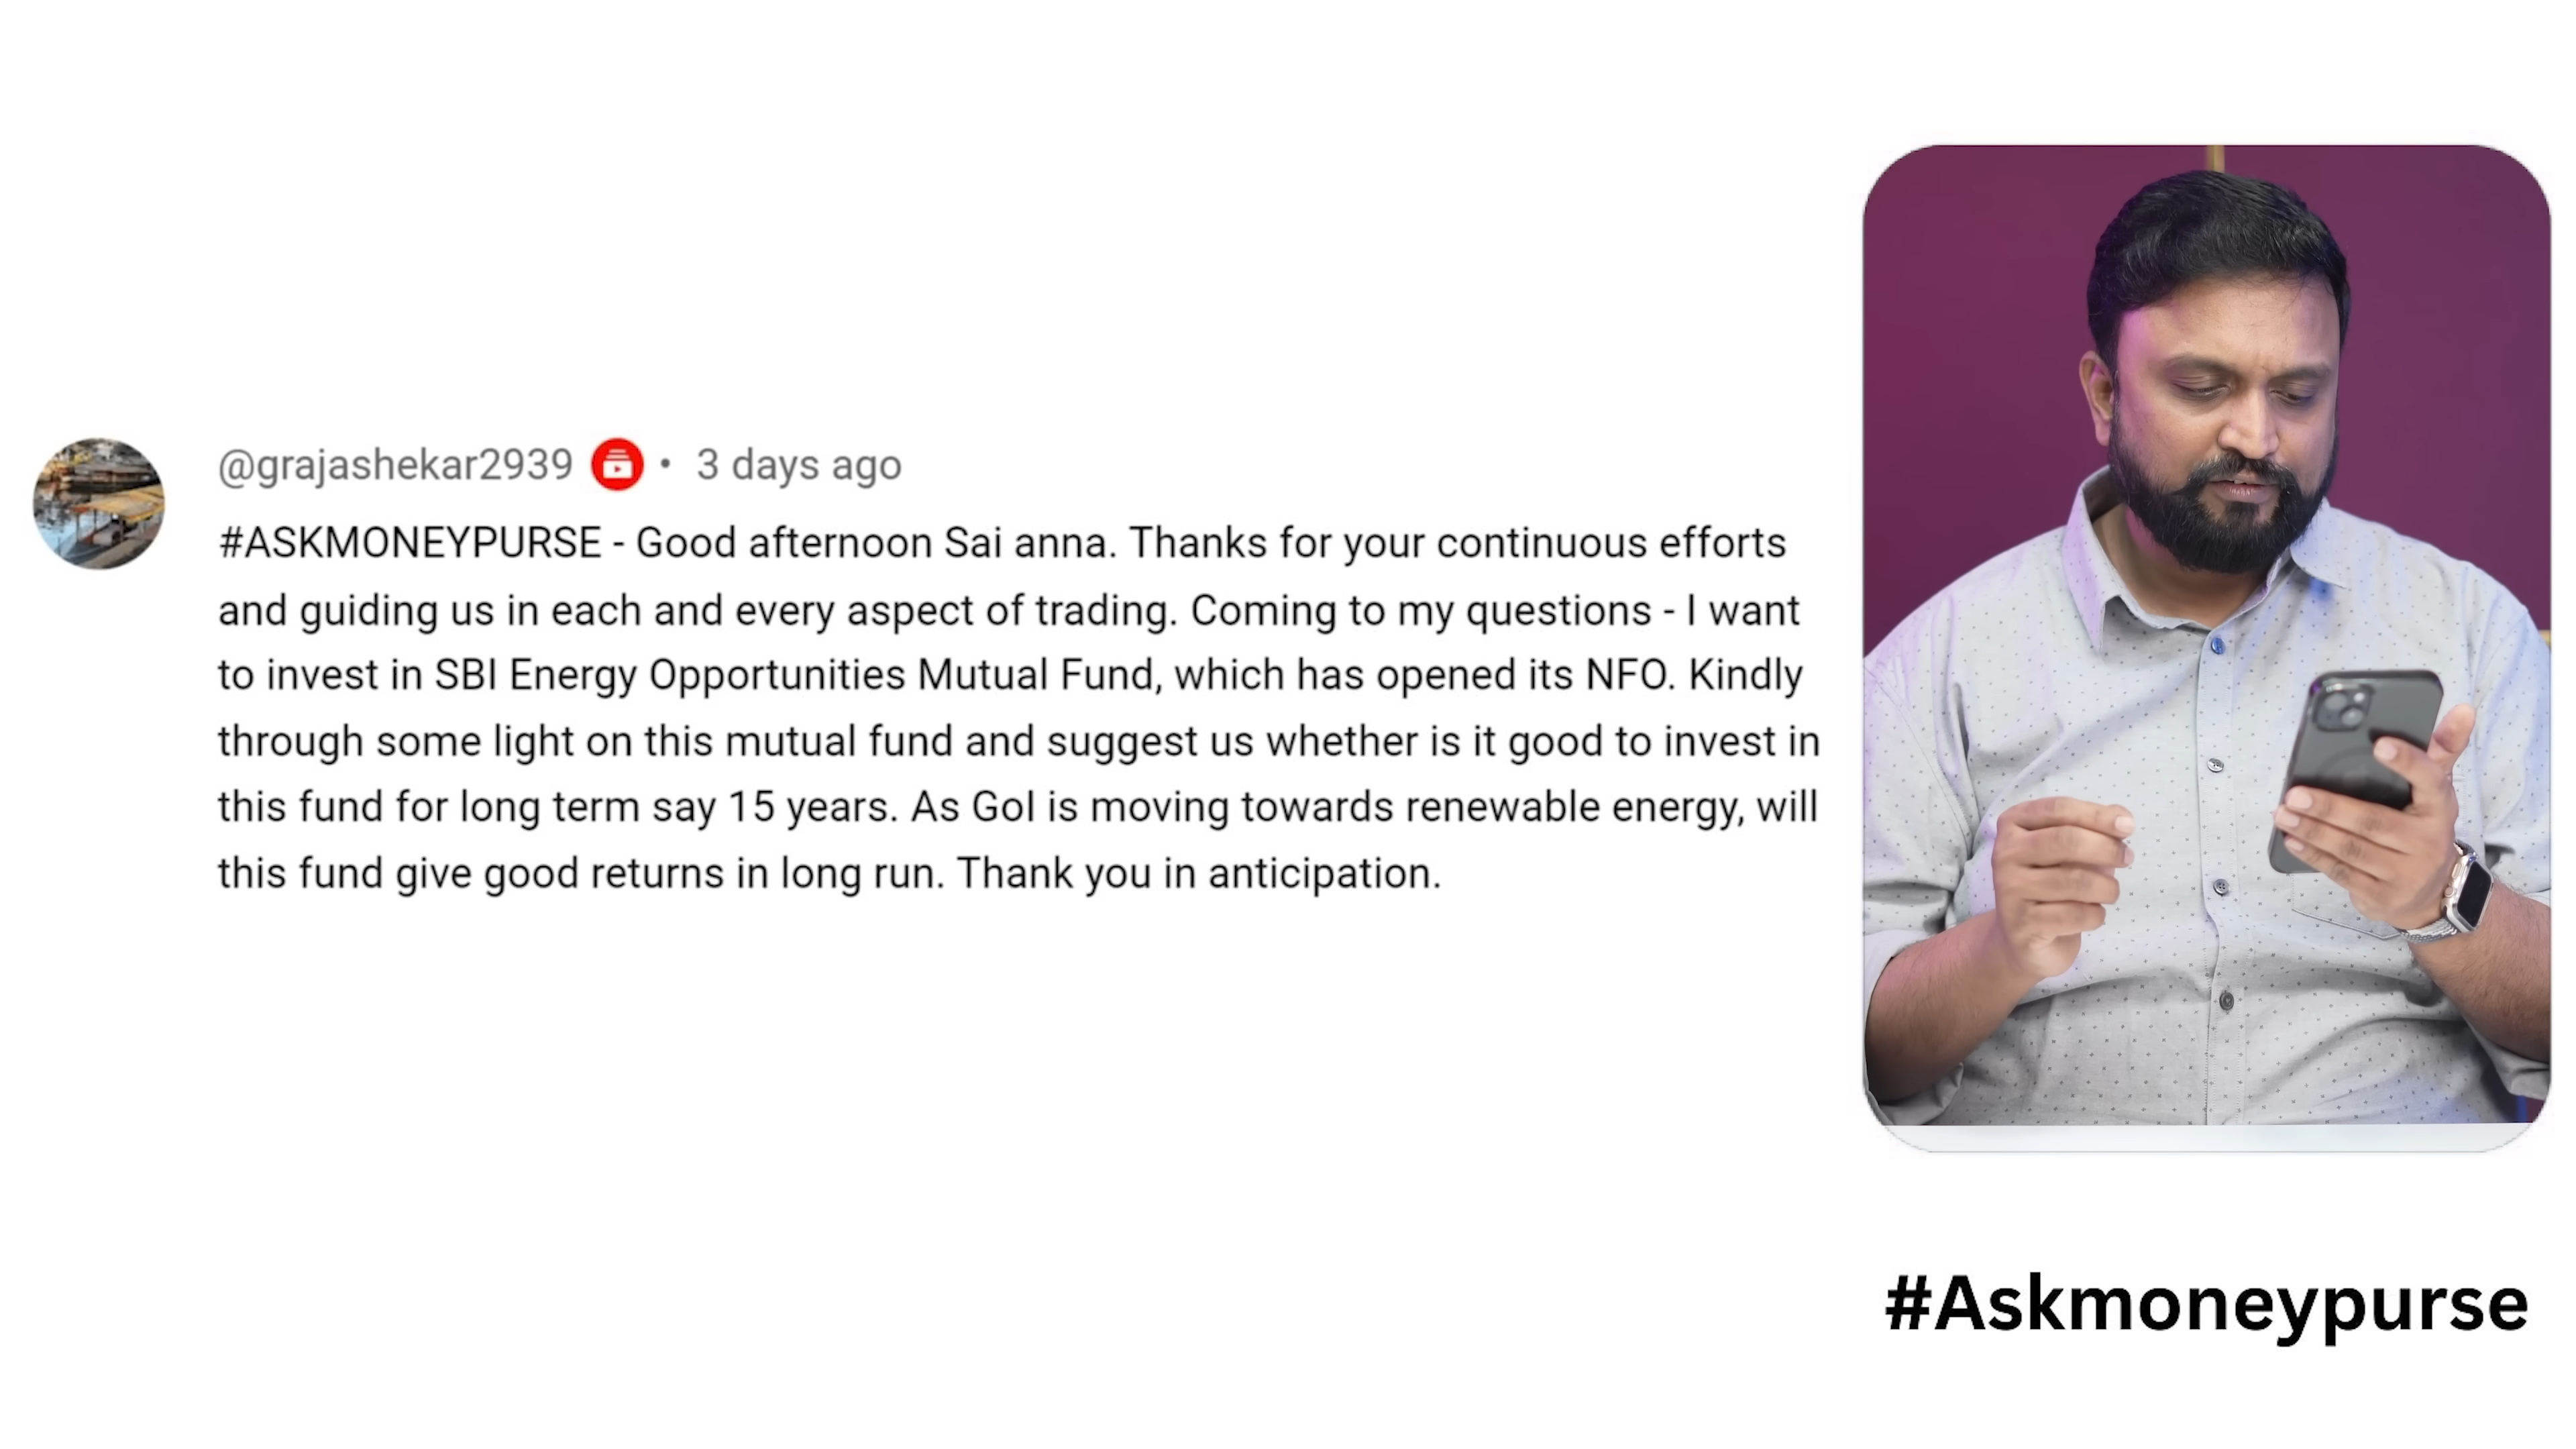 @grajashekar2939 • 3 days ago
#ASKMONEYPURSE - Good afternoon Sai anna. Thanks for your continuous efforts
and guiding us in each and every aspect of trading. Coming to my questions - I want
to invest in SBI Energy Opportunities Mutual Fund, which has opened its NFO. Kindly
through some light on this mutual fund and suggest us whether is it good to invest in
this fund for long term say 15 years. As GoI is moving towards renewable energy, will
this fund give good returns in long run. Thank you in anticipation.
#Askmoneypurse